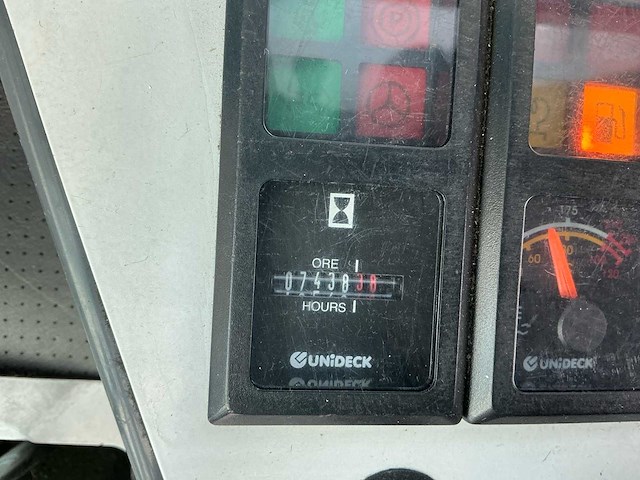 P
ORE
0743838
HOURS
UNIDECK
175
60
UNIDECK